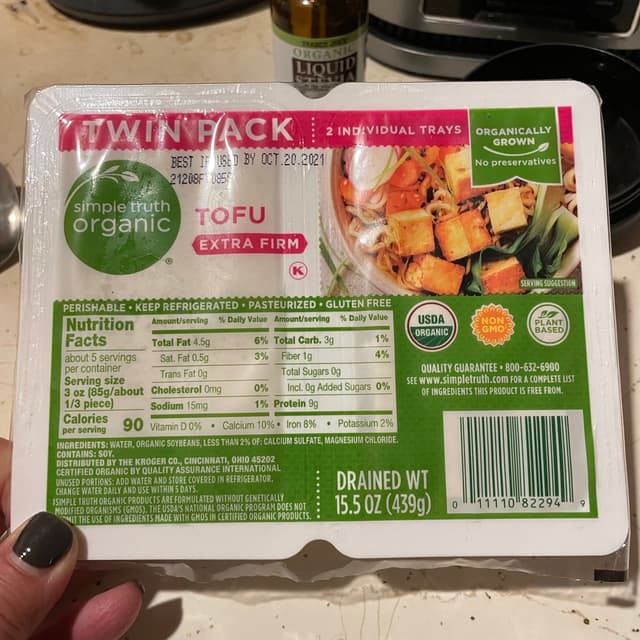 ORGANIC
LIQUID
STEVIA
TWIN PACK
2 INDIVIDUAL TRAYS
ORGANICALLY
GROWN
No preservatives
BEST IF USED BY OCT.20.2021
simple truth
organic
®
TOFU
EXTRA FIRM
K
SERVING SUGGESTION
PERISHABLE • KEEP REFRIGERATED • PASTEURIZED • GLUTEN FREE
Nutrition
Facts
about 5 servings
per container
Serving size
3 oz (85g/about
1/3 piece)
Calories 90
per serving
Amount/serving % Daily Value
Total Fat 4.5g 6%
Sat. Fat 0.5g 3%
Trans Fat 0g
Cholesterol 0mg 0%
Sodium 15mg 1%
Amount/serving % Daily Value
Total Carb. 3g 1%
Fiber 1g 4%
Total Sugars 0g
Incl. 0g Added Sugars 0%
Protein 9g
Vitamin D 0% • Calcium 10% • Iron 8% • Potassium 2%
USDA
ORGANIC
NON
GMO
PLANT
BASED
QUALITY GUARANTEE • 800-632-6900
SEE www.simpletruth.com FOR A COMPLETE LIST
OF INGREDIENTS THIS PRODUCT IS FREE FROM.
INGREDIENTS: WATER, ORGANIC SOYBEANS, LESS THAN 2% OF: CALCIUM SULFATE, MAGNESIUM CHLORIDE.
CONTAINS: SOY.
DISTRIBUTED BY THE KROGER CO., CINCINNATI, OHIO 45202
CERTIFIED ORGANIC BY QUALITY ASSURANCE INTERNATIONAL
UNUSED PORTIONS: ADD WATER AND STORE COVERED IN REFRIGERATOR.
CHANGE WATER DAILY AND USE WITHIN 5 DAYS.
SIMPLE TRUTH ORGANIC PRODUCTS ARE FORMULATED WITHOUT GENETICALLY
MODIFIED ORGANISMS (GMOS). THE USDA'S NATIONAL ORGANIC PROGRAM DOES NOT
THE USE OF INGREDIENTS MADE WITH GMOS IN CERTIFIED ORGANIC PRODUCTS.
DRAINED WT
15.5 OZ (439g)
0 11110 82294 9